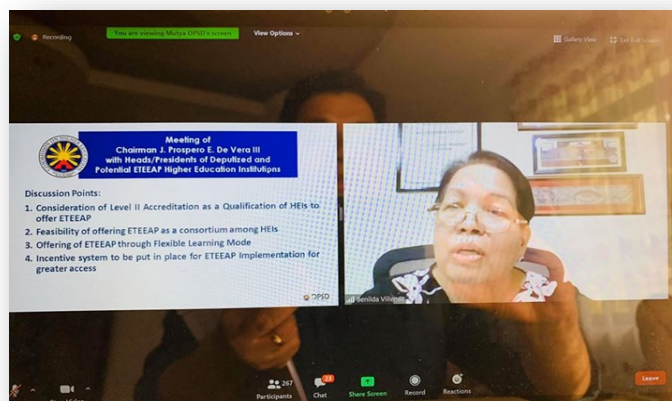 Recording
You are viewing Mutya OPSD's screen
View Options
Gallery View
Exit Full Screen
Meeting of
Chairman J. Prospero E. De Vera III
with Heads/Presidents of Deputized and
Potential ETEEAP Higher Education Institutions
Discussion Points:
1. Consideration of Level II Accreditation as a Qualification of HEIs to
offer ETEEAP
2. Feasibility of offering ETEEAP as a consortium among HEIs
3. Offering of ETEEAP through Flexible Learning Mode
4. Incentive system to be put in place for ETEEAP Implementation for
greater access
OPSD
Benilda
267
Participants
23
Chat
Share Screen
Record
Reactions
Leave